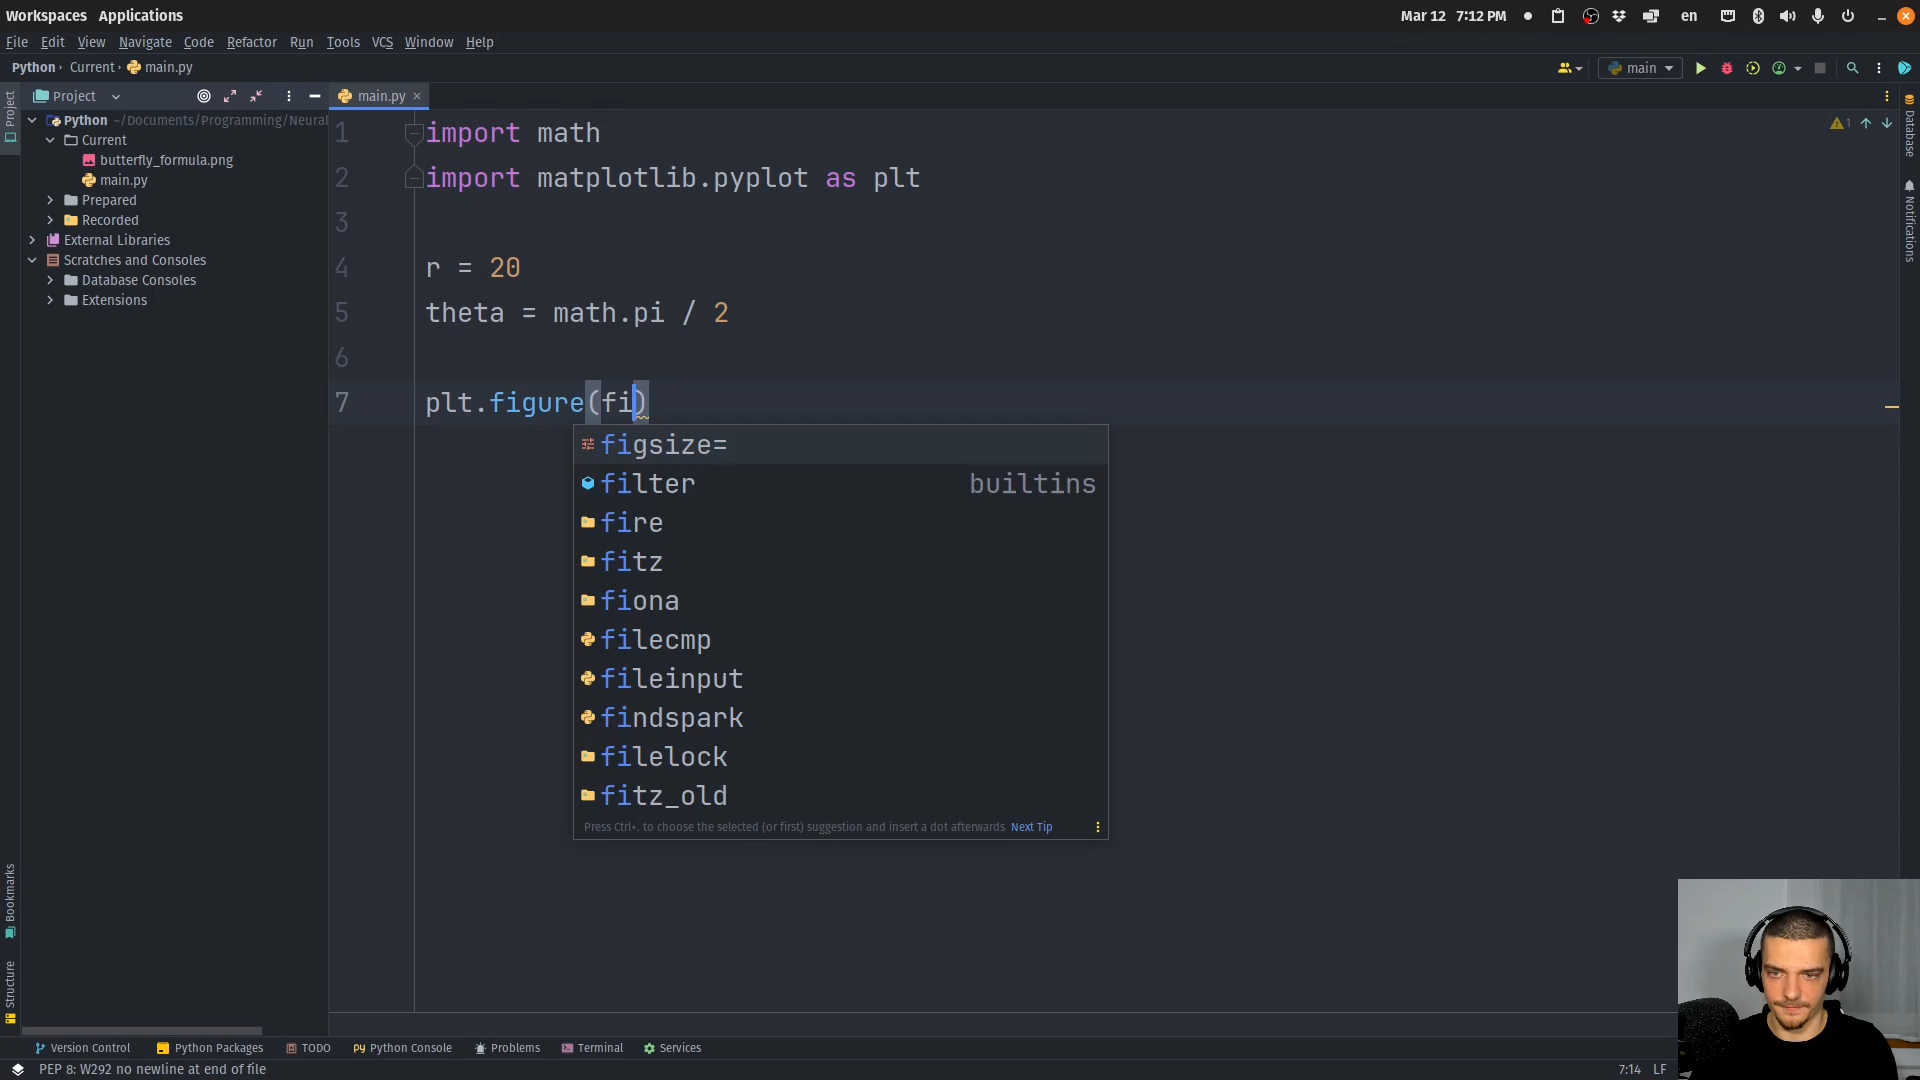 Workspaces Applications Mar 12 7:12 PM en
File Edit View Navigate Code Refactor Run Tools VCS Window Help
Python Current main.py main
Project main.py
Python ~/Documents/Programming/Neural
Current
butterfly_formula.png
main.py
Prepared
Recorded
External Libraries
Scratches and Consoles
Database Consoles
Extensions
1 import math
2 import matplotlib.pyplot as plt
3
4 r = 20
5 theta = math.pi / 2
6
7 plt.figure(fi)
figsize=
filter builtins
fire
fitz
fiona
filecmp
fileinput
findspark
filelock
fitz_old
Press Ctrl+. to choose the selected (or first) suggestion and insert a dot afterwards Next Tip
1
Project
Bookmarks
Structure
Database
Notifications
Version Control Python Packages TODO Python Console Problems Terminal Services
PEP 8: W292 no newline at end of file 7:14 LF